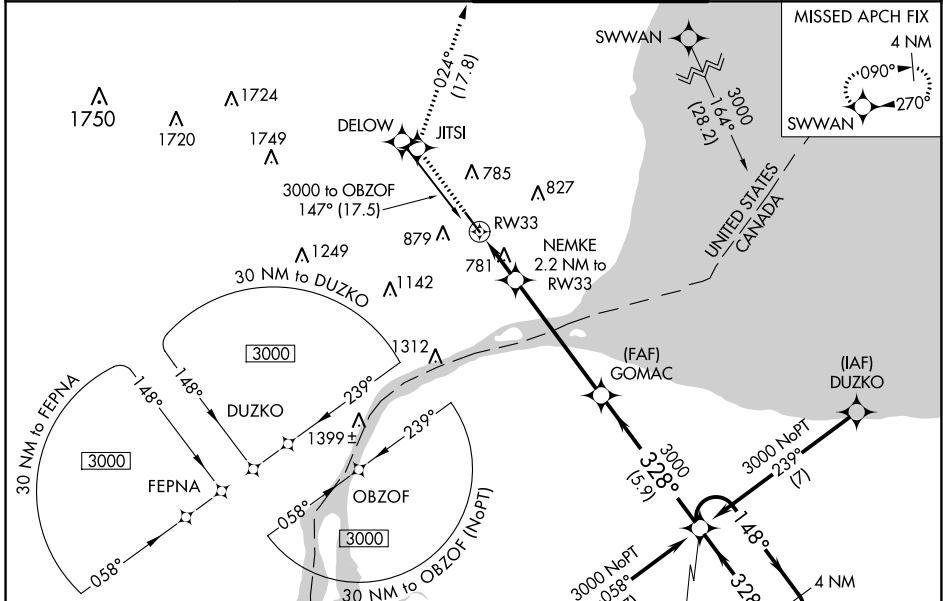 MISSED APCH FIX
4 NM
090°
270°
SWWAN
SWWAN
3000
164°
(28.2)
024°
(17.8)
1750
1720
1724
1749
DELOW
JITSI
785
827
3000 to OBZOF
147° (17.5)
RW33
879
781
NEMKE
2.2 NM to
RW33
UNITED STATES
CANADA
1249
1142
30 NM to DUZKO
3000
148°
239°
DUZKO
1312
1399 ±
30 NM to FEPNA
3000
148°
FEPNA
058°
239°
058°
OBZOF
3000
30 NM to OBZOF (NoPT)
(FAF)
GOMAC
(IAF)
DUZKO
3000
328°
(5.9)
3000 NoPT
239°
(7)
148°
3000 NoPT
058°
328°
4 NM